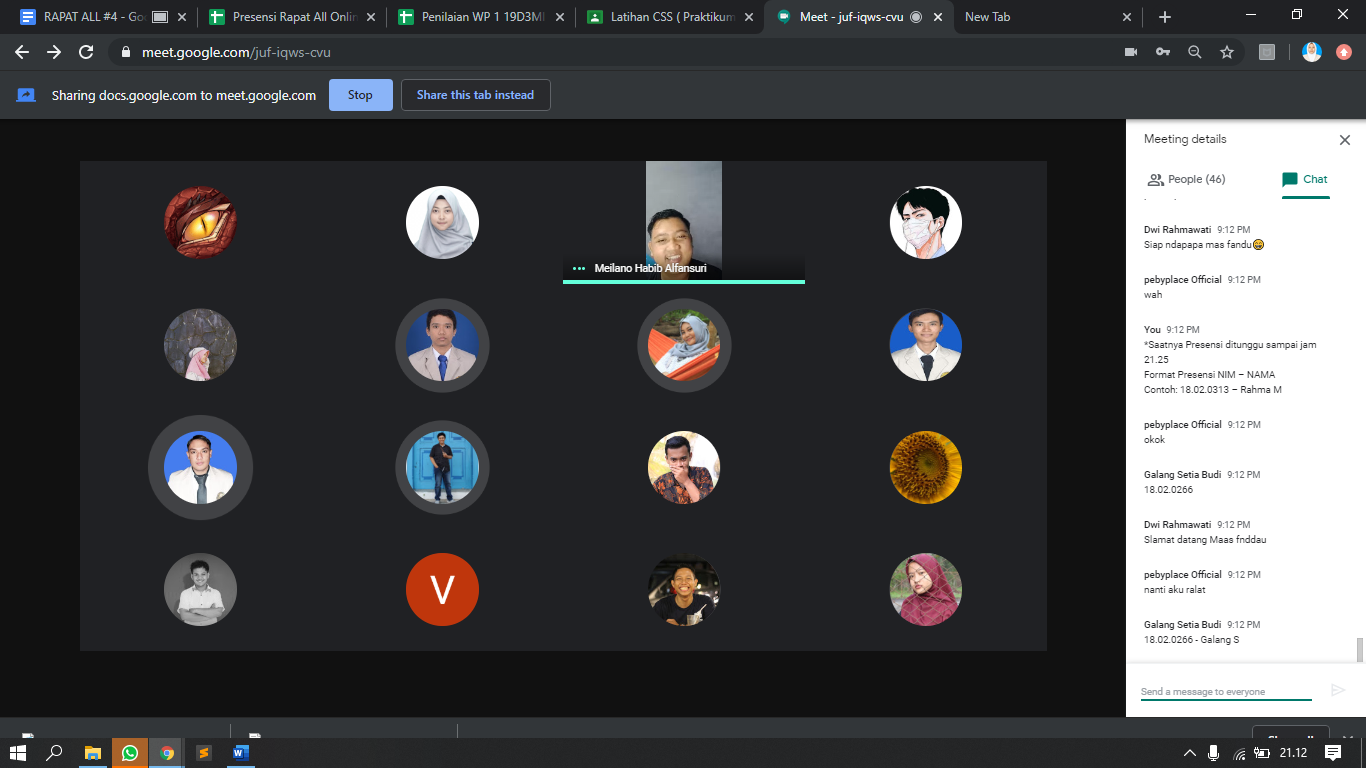 RAPAT ALL #4 - Goo
Presensi Rapat All Onlin
Penilaian WP 1 19D3MI
Latihan CSS ( Praktikum
Meet - juf-iqws-cvu
New Tab
meet.google.com/juf-iqws-cvu
Sharing docs.google.com to meet.google.com
Stop
Share this tab instead
Meilano Habib Alfansuri
V
Meeting details
People (46)
Chat
Dwi Rahmawati 9:12 PM
Siap ndapapa mas fandu😄
pebyplace Official 9:12 PM
wah
You 9:12 PM
*Saatnya Presensi ditunggu sampai jam
21.25
Format Presensi NIM – NAMA
Contoh: 18.02.0313 – Rahma M
pebyplace Official 9:12 PM
okok
Galang Setia Budi 9:12 PM
18.02.0266
Dwi Rahmawati 9:12 PM
Slamat datang Maas fnddau
pebyplace Official 9:12 PM
nanti aku ralat
Galang Setia Budi 9:12 PM
18.02.0266 - Galang S
Send a message to everyone
21.12